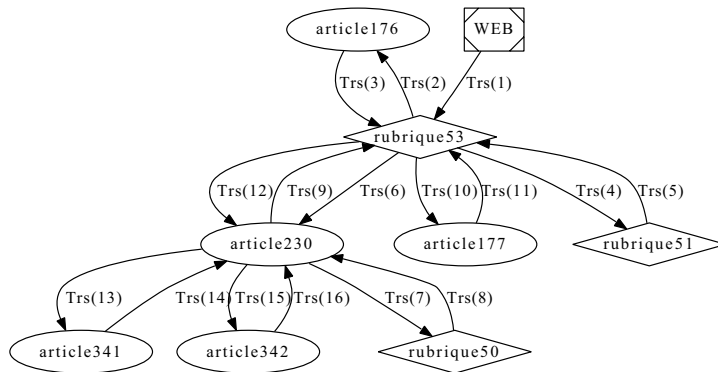 article176 WEB
Trs(3) Trs(2) Trs(1)
rubrique53
Trs(12) Trs(9) Trs(6) Trs(10) Trs(11) Trs(4) Trs(5)
article230 article177 rubrique51
Trs(13) Trs(14) Trs(15) Trs(16) Trs(7) Trs(8)
article341 article342 rubrique50